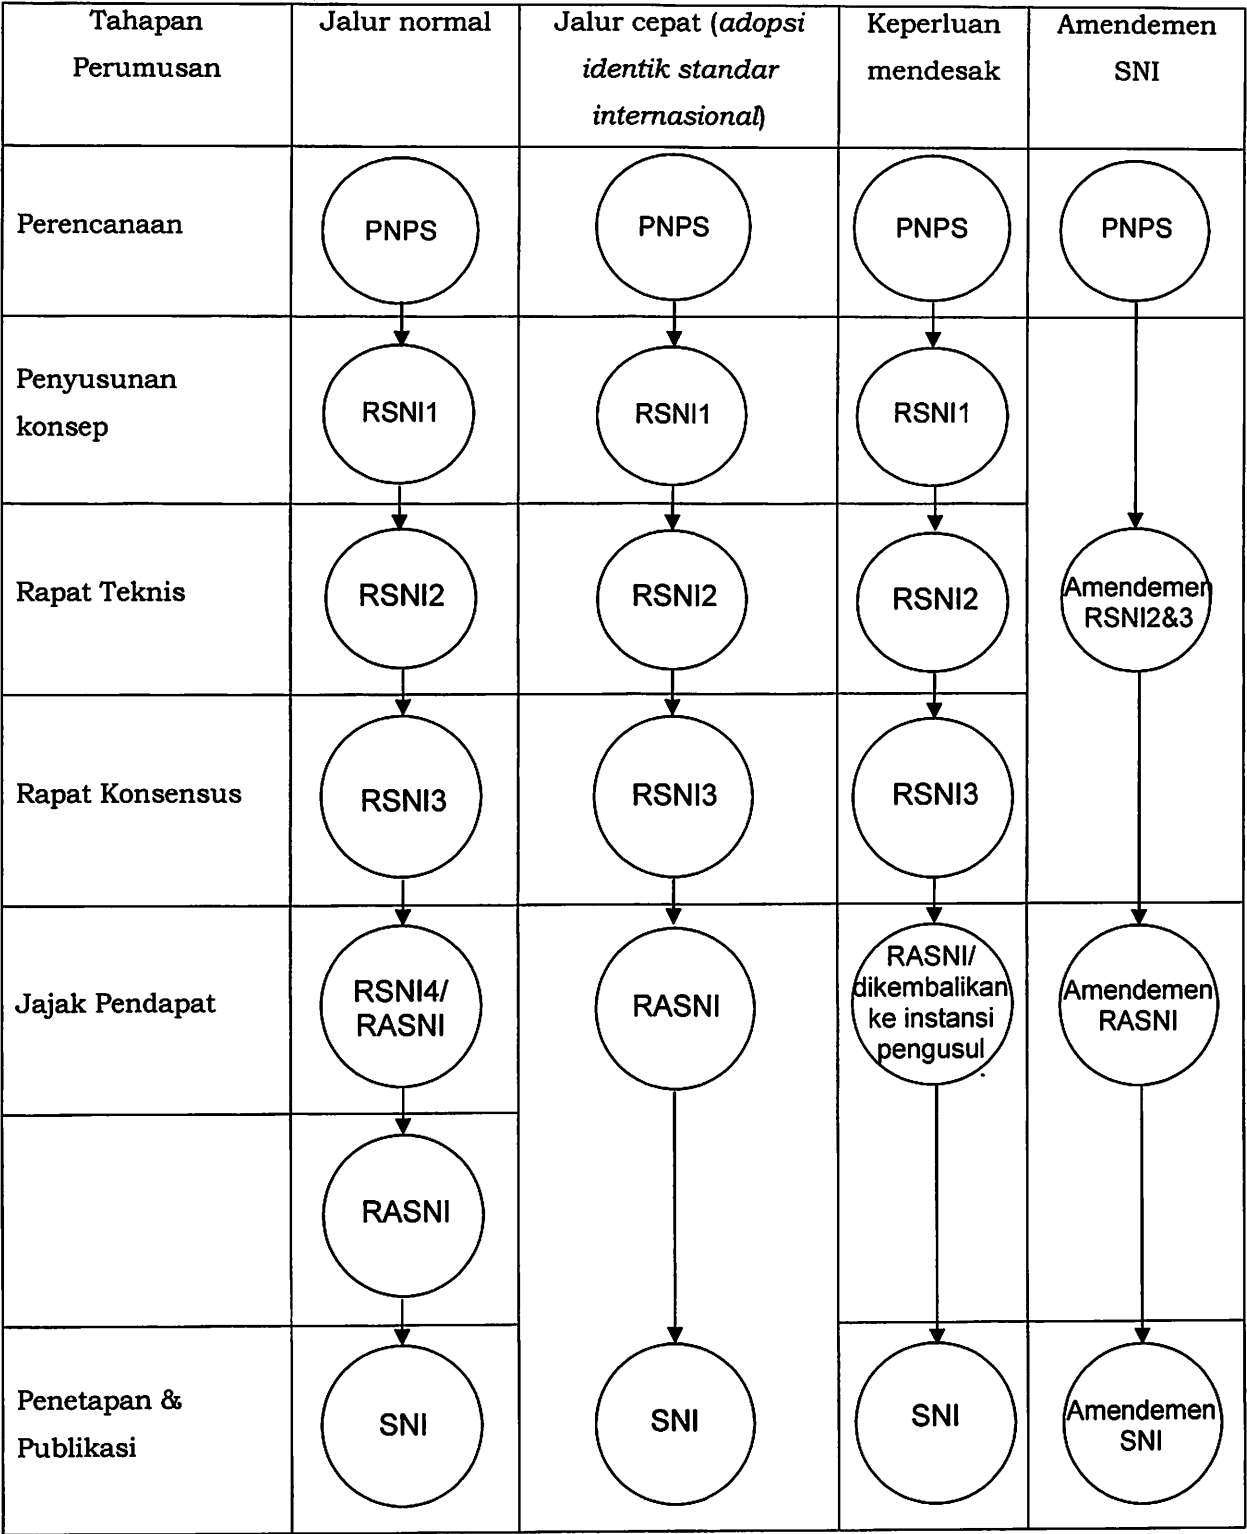 Tahapan
Perumusan
Jalur normal
Jalur cepat (adopsi
identik standar
internasional)
Keperluan
mendesak
Amendemen
SNI
Perencanaan
PNPS
PNPS
PNPS
PNPS
Penyusunan
konsep
RSNI1
RSNI1
RSNI1
Rapat Teknis
RSNI2
RSNI2
RSNI2
Amendemen
RSNI2&3
Rapat Konsensus
RSNI3
RSNI3
RSNI3
Jajak Pendapat
RSNI4/
RASNI
RASNI
RASNI/
dikembalikan
ke instansi
pengusul
Amendemen
RASNI
RASNI
Penetapan &
Publikasi
SNI
SNI
SNI
Amendemen
SNI